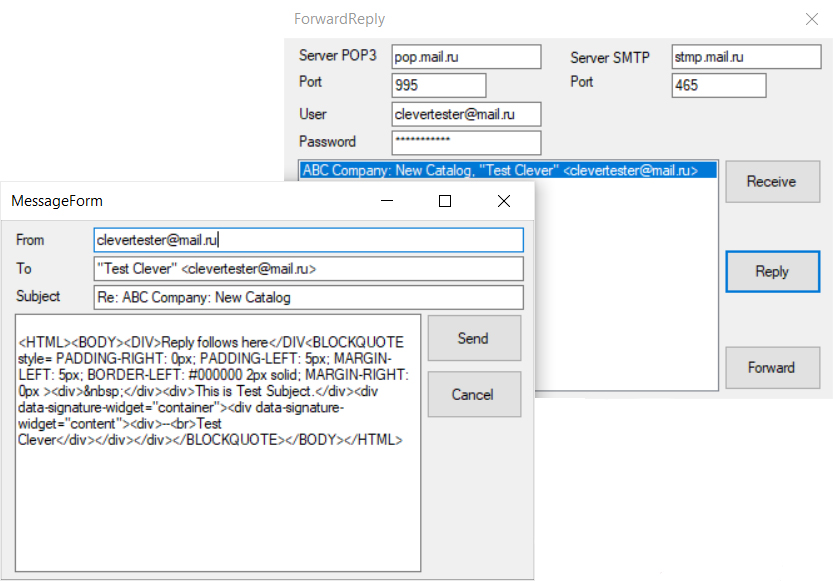 ForwardReply
Server POP3 pop.mail.ru Server SMTP stmp.mail.ru
Port 995 Port 465
User clevertester@mail.ru
Password ***********
ABC Company: New Catalog, "Test Clever" <clevertester@mail.ru>
Receive
Reply
Forward
MessageForm
From clevertester@mail.ru
To "Test Clever" <clevertester@mail.ru>
Subject Re: ABC Company: New Catalog
<HTML><BODY><DIV>Reply follows here</DIV<BLOCKQUOTE
style= PADDING-RIGHT: 0px; PADDING-LEFT: 5px; MARGIN-
LEFT: 5px; BORDER-LEFT: #000000 2px solid; MARGIN-RIGHT:
0px ><div>&nbsp;</div><div>This is Test Subject.</div><div
data-signature-widget="container"><div data-signature-
widget="content"><div>--<br>Test
Clever</div></div></div></BLOCKQUOTE></BODY></HTML>
Send
Cancel